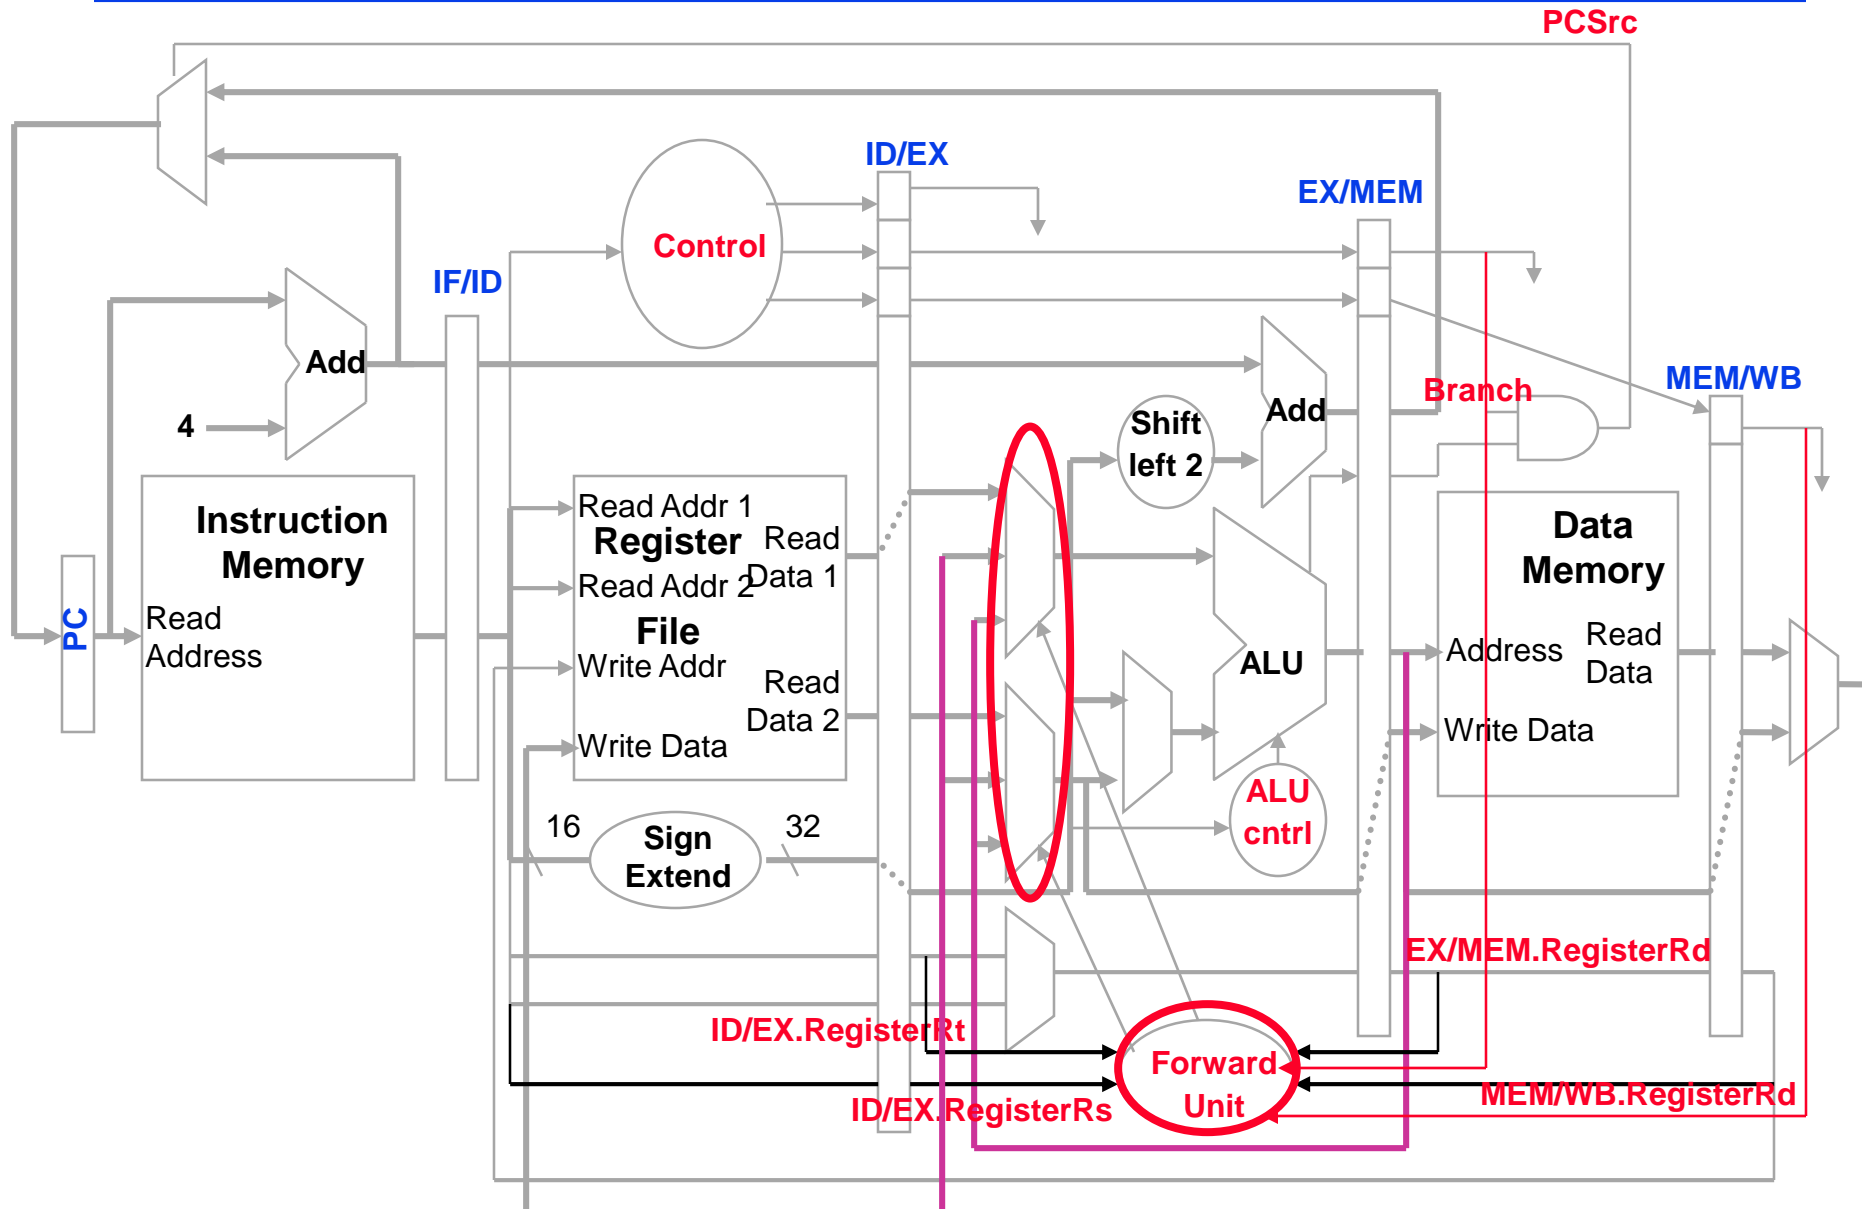 PCSrc
ID/EX
EX/MEM
Control
IF/ID
Add
MEM/WB
Branch
4
Shift
left 2
Add
Instruction
Memory
Read Addr 1
Register
Read
Data 1
Read Addr 2
File
Write Addr
Read
Data 2
Write Data
PC
Read
Address
Data
Memory
Address
Read
Data
Write Data
ALU
ALU
cntrl
16
Sign
Extend
32
EX/MEM.RegisterRd
ID/EX.RegisterRt
Forward
Unit
ID/EX.RegisterRs
MEM/WB.RegisterRd